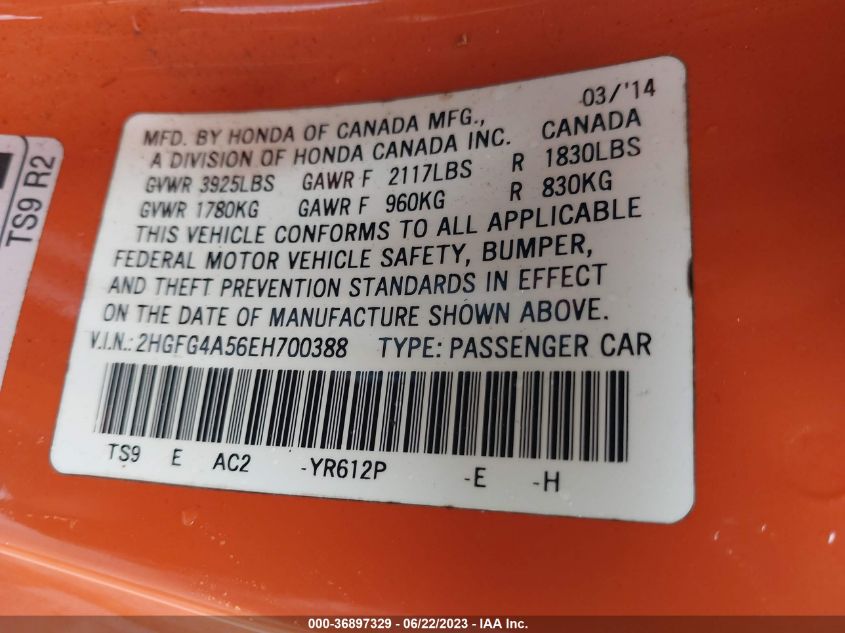 03/'14
MFD. BY HONDA OF CANADA MFG.,
A DIVISION OF HONDA CANADA INC. CANADA
GVWR 3925LBS GAWR F 2117LBS R 1830LBS
GVWR 1780KG GAWR F 960KG R 830KG
THIS VEHICLE CONFORMS TO ALL APPLICABLE
FEDERAL MOTOR VEHICLE SAFETY, BUMPER,
AND THEFT PREVENTION STANDARDS IN EFFECT
ON THE DATE OF MANUFACTURE SHOWN ABOVE.
V.I.N.: 2HGFG4A56EH700388 TYPE: PASSENGER CAR
TS9 E AC2 -YR612P -E -H
TS9 R2
000-36897329 - 06/22/2023 - IAA Inc.